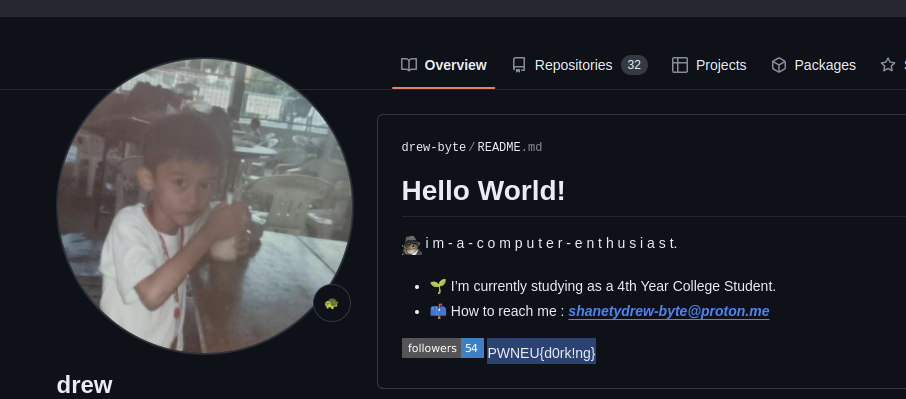 Overview Repositories 32 Projects Packages
drew-byte/README.md
Hello World!
i m - a - c o m p u t e r - e n t h u s i a s t.
I'm currently studying as a 4th Year College Student.
How to reach me : shanetydrew-byte@proton.me
followers 54 PWNEU{d0rk!ng}
drew